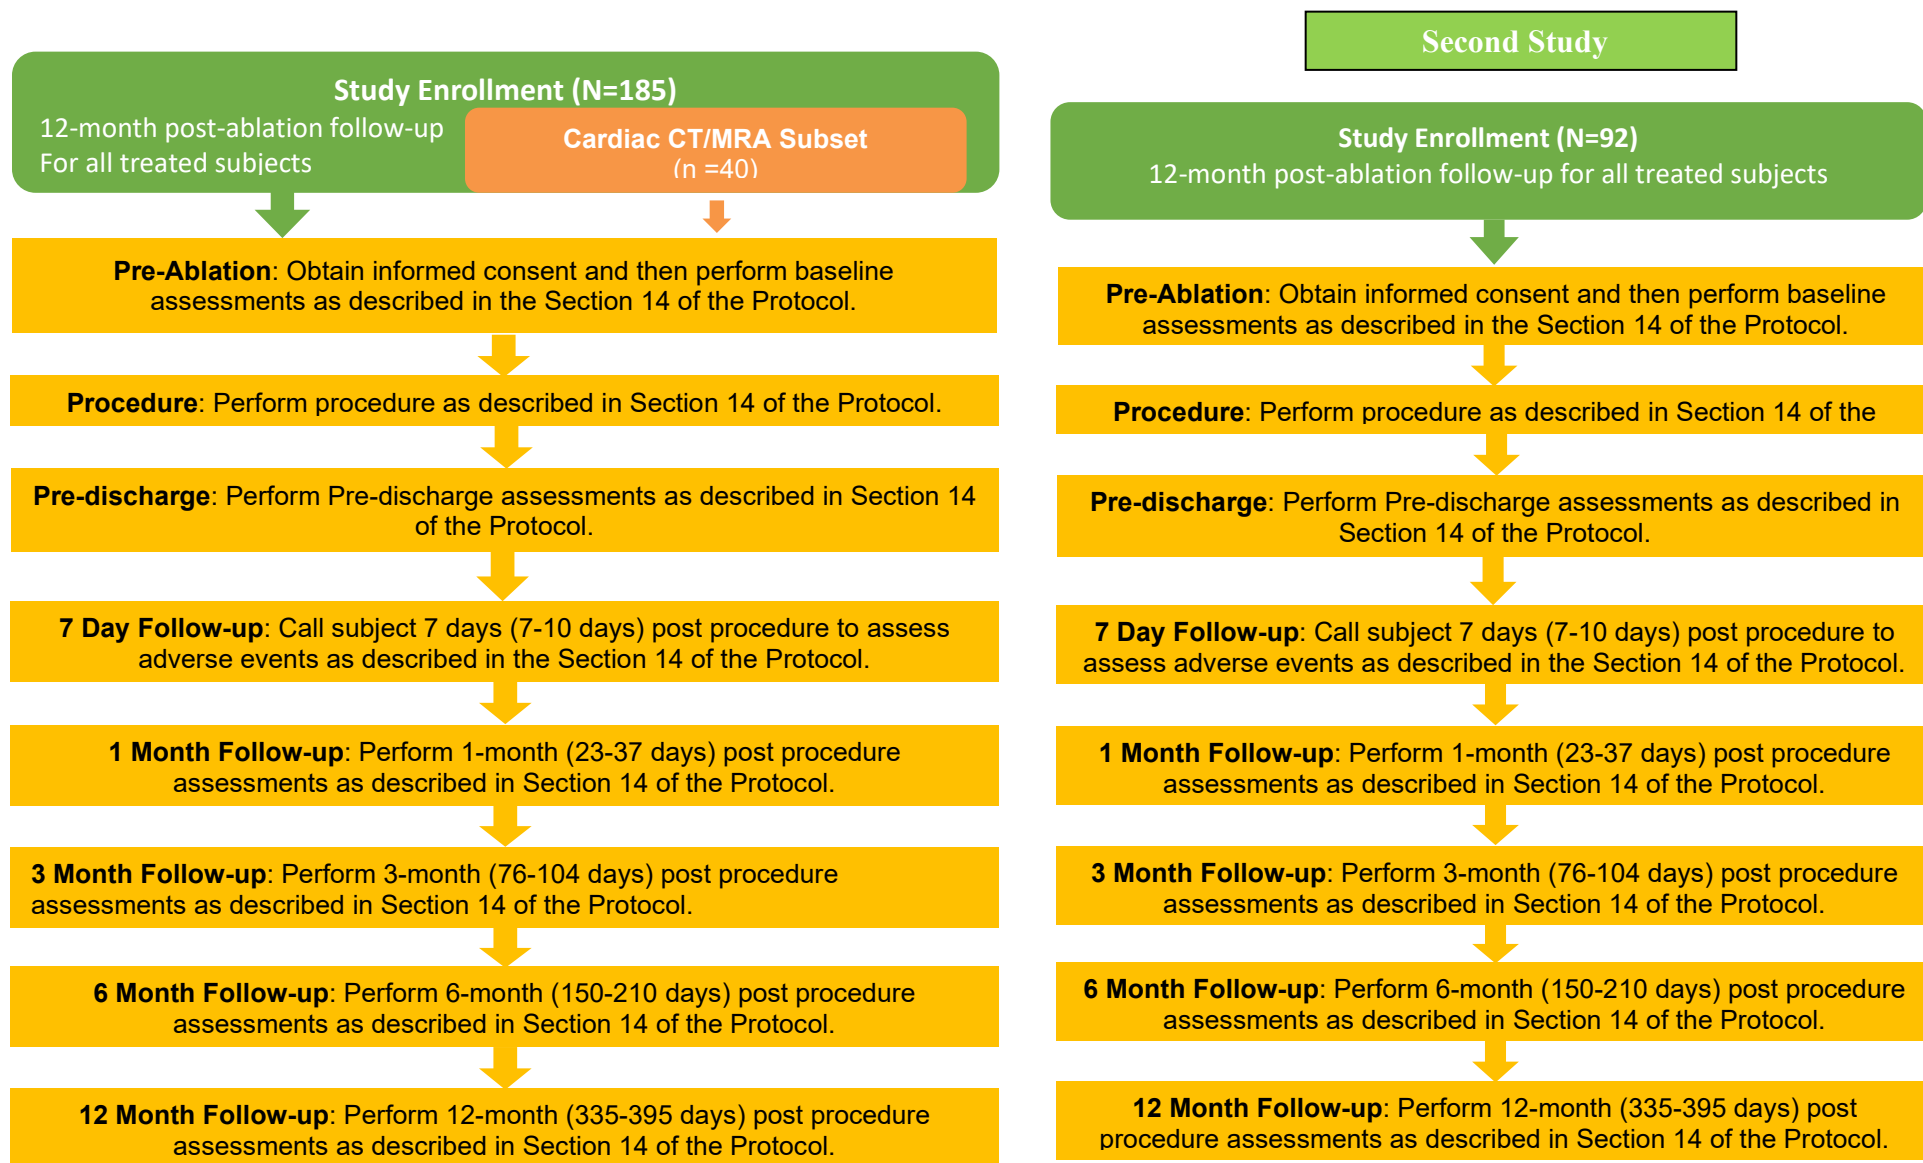 Study Enrollment (N=185)
12-month post-ablation follow-up
For all treated subjects
Cardiac CT/MRA Subset
(n =40)
Pre-Ablation: Obtain informed consent and then perform baseline
assessments as described in the Section 14 of the Protocol.
Procedure: Perform procedure as described in Section 14 of the Protocol.
Pre-discharge: Perform Pre-discharge assessments as described in Section 14
of the Protocol.
7 Day Follow-up: Call subject 7 days (7-10 days) post procedure to assess
adverse events as described in the Section 14 of the Protocol.
1 Month Follow-up: Perform 1-month (23-37 days) post procedure
assessments as described in Section 14 of the Protocol.
3 Month Follow-up: Perform 3-month (76-104 days) post procedure
assessments as described in Section 14 of the Protocol.
6 Month Follow-up: Perform 6-month (150-210 days) post procedure
assessments as described in Section 14 of the Protocol.
12 Month Follow-up: Perform 12-month (335-395 days) post procedure
assessments as described in Section 14 of the Protocol.
Second Study
Study Enrollment (N=92)
12-month post-ablation follow-up for all treated subjects
Pre-Ablation: Obtain informed consent and then perform baseline
assessments as described in the Section 14 of the Protocol.
Procedure: Perform procedure as described in Section 14 of the
Pre-discharge: Perform Pre-discharge assessments as described in
Section 14 of the Protocol.
7 Day Follow-up: Call subject 7 days (7-10 days) post procedure to
assess adverse events as described in the Section 14 of the Protocol.
1 Month Follow-up: Perform 1-month (23-37 days) post procedure
assessments as described in Section 14 of the Protocol.
3 Month Follow-up: Perform 3-month (76-104 days) post procedure
assessments as described in Section 14 of the Protocol.
6 Month Follow-up: Perform 6-month (150-210 days) post procedure
assessments as described in Section 14 of the Protocol.
12 Month Follow-up: Perform 12-month (335-395 days) post
procedure assessments as described in Section 14 of the Protocol.